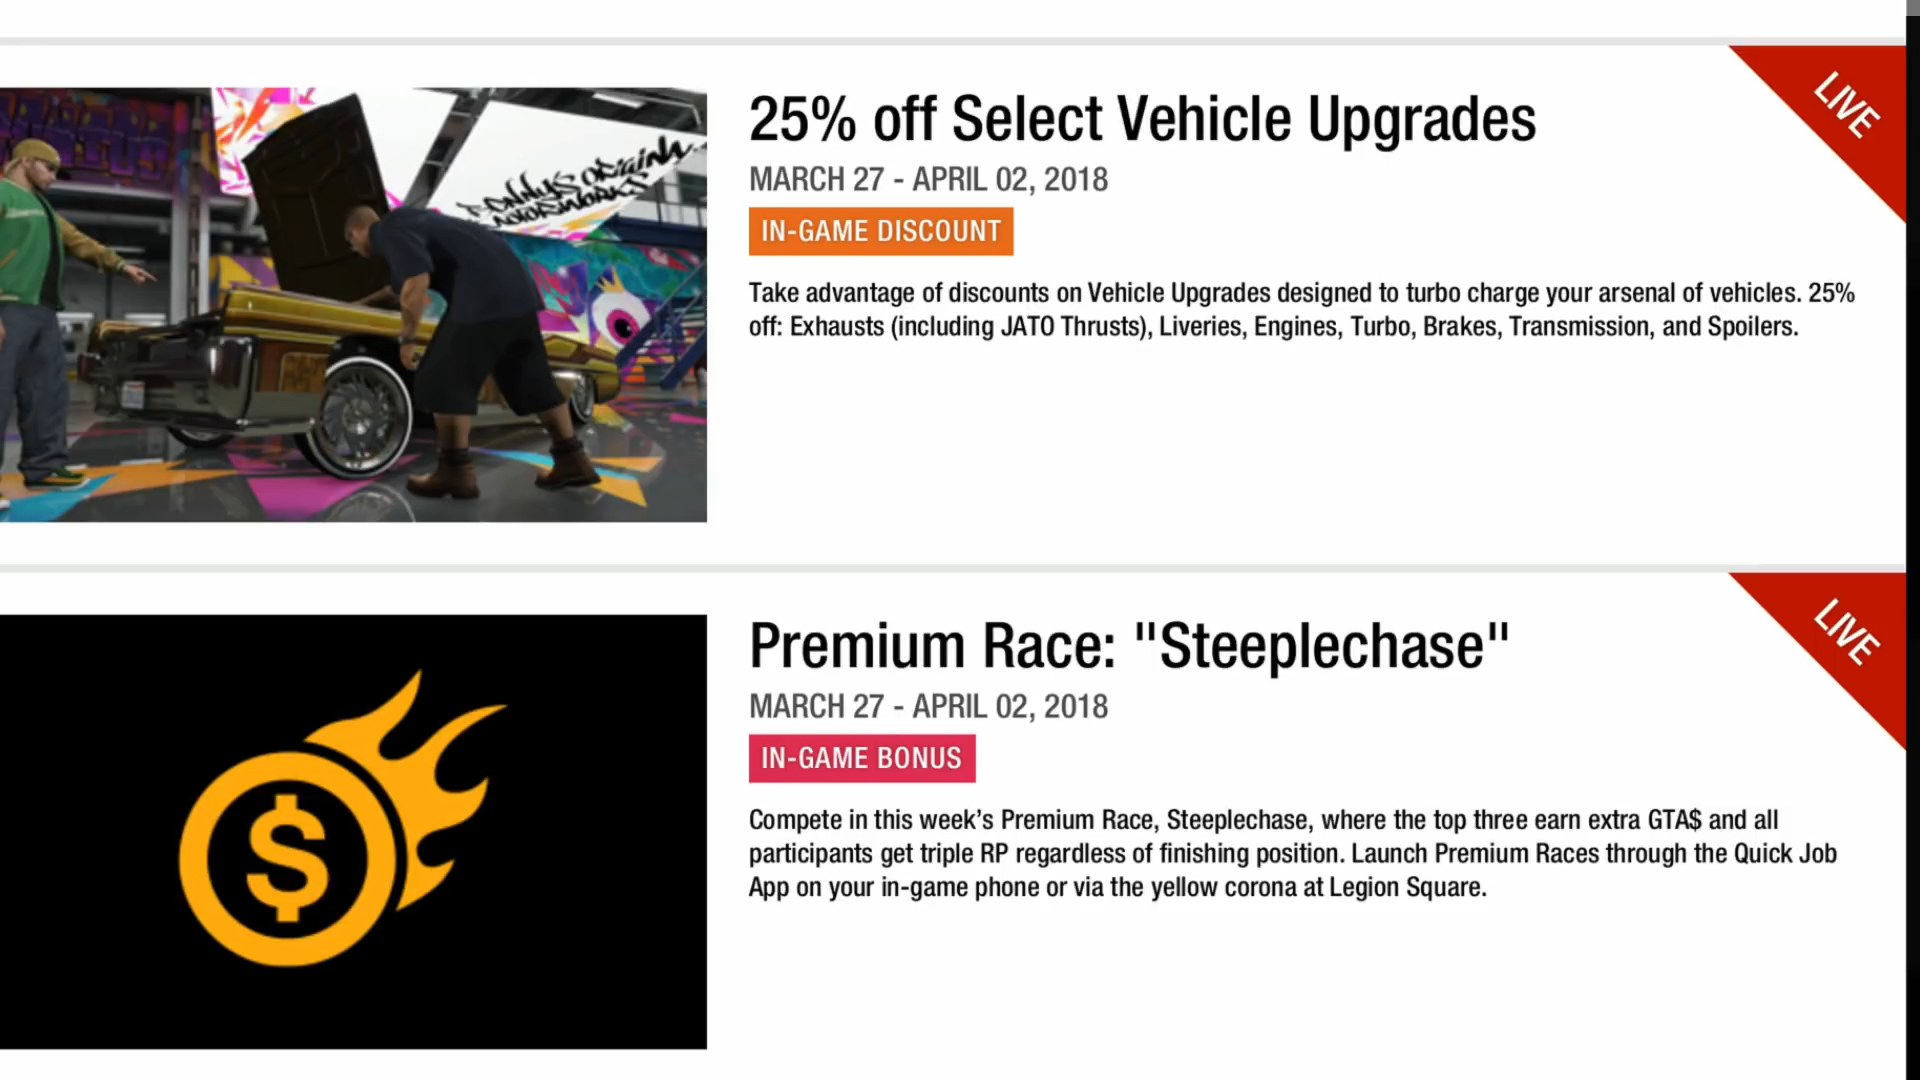 25% off Select Vehicle Upgrades
LIVE
MARCH 27 - APRIL 02, 2018
IN-GAME DISCOUNT
Take advantage of discounts on Vehicle Upgrades designed to turbo charge your arsenal of vehicles. 25%
off: Exhausts (including JATO Thrusts), Liveries, Engines, Turbo, Brakes, Transmission, and Spoilers.
Premium Race: "Steeplechase"
LIVE
MARCH 27 - APRIL 02, 2018
IN-GAME BONUS
Compete in this week’s Premium Race, Steeplechase, where the top three earn extra GTA$ and all
participants get triple RP regardless of finishing position. Launch Premium Races through the Quick Job
App on your in-game phone or via the yellow corona at Legion Square.
$